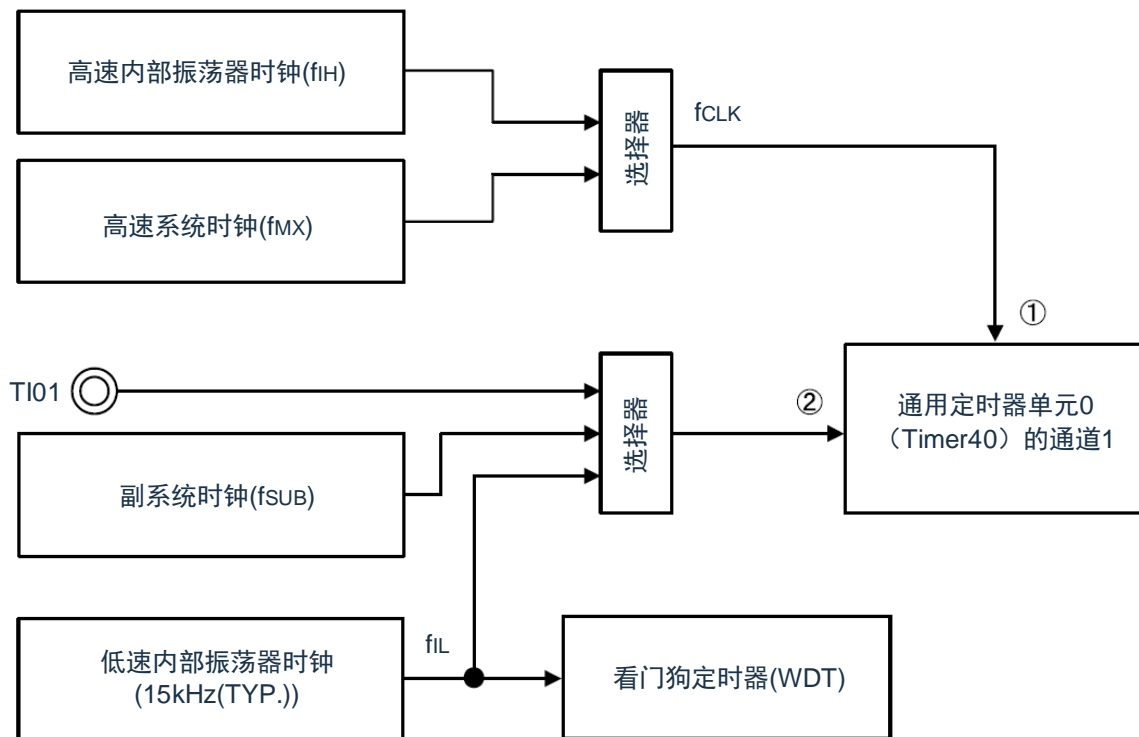 高速内部振荡器时钟(fIH)
选择器
fCLK
高速系统时钟(fMX)
①
TI01
选择器
②
通用定时器单元0
（Timer40）的通道1
副系统时钟(fSUB)
低速内部振荡器时钟
(15kHz(TYP.))
fIL
看门狗定时器(WDT)